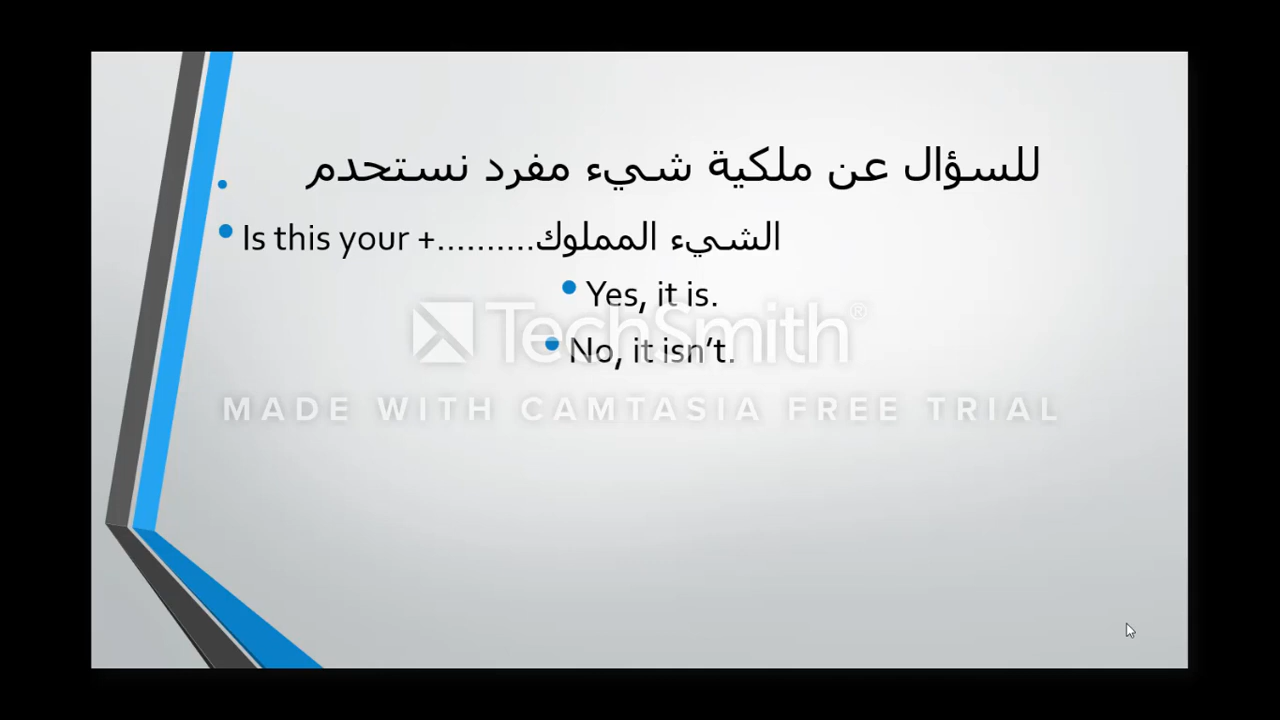 للسؤال عن ملكية شيء مفرد نستحدم
Is this your +..........الشيء المملوك
Yes, it is.
TechSmith®
No, it isn’t.
MADE WITH CAMTASIA FREE TRIAL